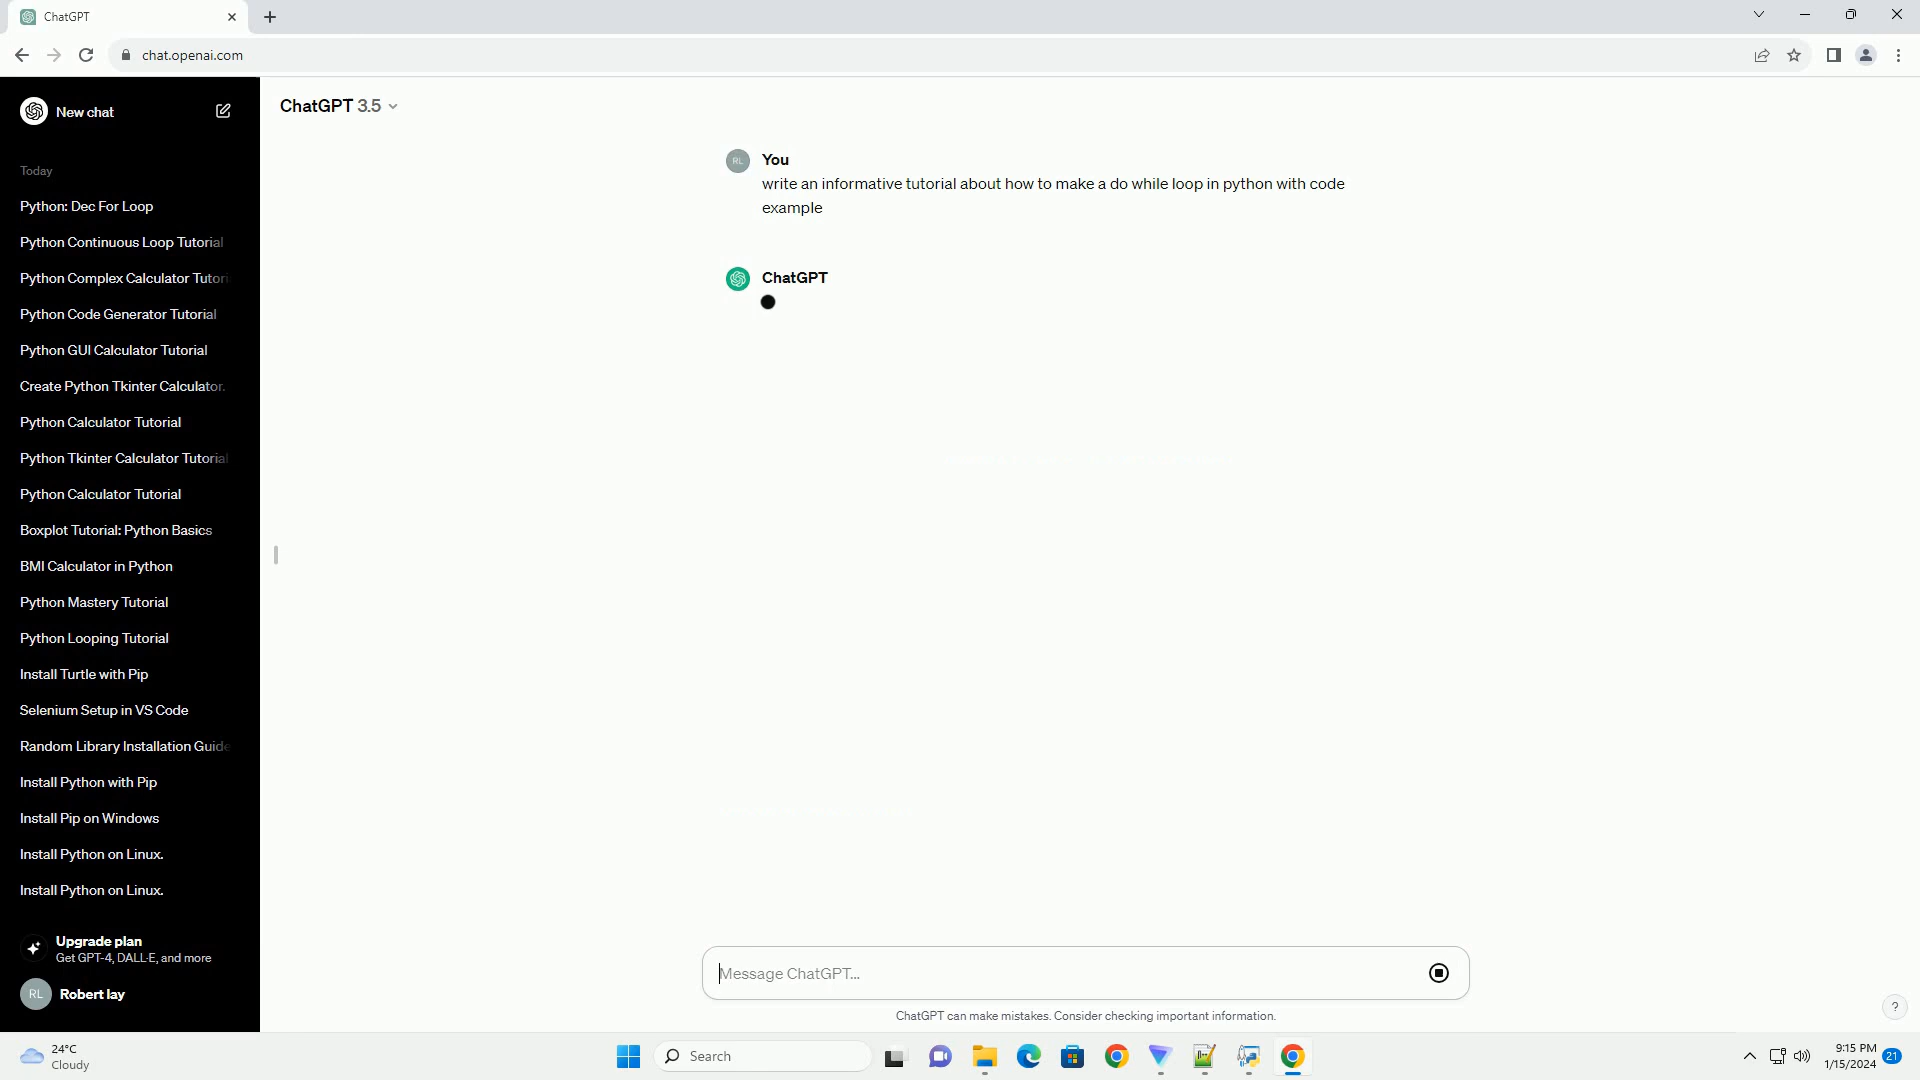 ChatGPT
chat.openai.com
New chat
Today
Python: Dec For Loop
Python Continuous Loop Tutorial
Python Complex Calculator Tutori
Python Code Generator Tutorial
Python GUI Calculator Tutorial
Create Python Tkinter Calculator.
Python Calculator Tutorial
Python Tkinter Calculator Tutorial
Python Calculator Tutorial
Boxplot Tutorial: Python Basics
BMI Calculator in Python
Python Mastery Tutorial
Python Looping Tutorial
Install Turtle with Pip
Selenium Setup in VS Code
Random Library Installation Guide
Install Python with Pip
Install Pip on Windows
Install Python on Linux.
Install Python on Linux.
Upgrade plan
Get GPT-4, DALL·E, and more
RL Robert lay
ChatGPT 3.5
RL You
write an informative tutorial about how to make a do while loop in python with code
example
ChatGPT
Message ChatGPT...
ChatGPT can make mistakes. Consider checking important information.
?
24°C
Cloudy
Search
9:15 PM
1/15/2024
21